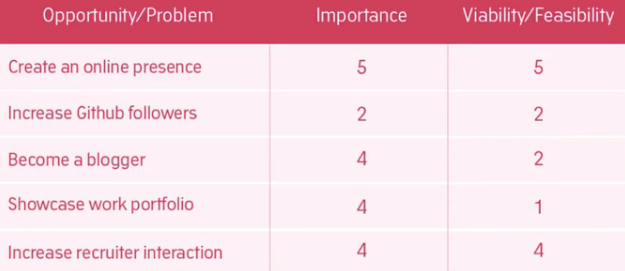 Opportunity/Problem Importance Viability/Feasibility
Create an online presence 5 5
Increase Github followers 2 2
Become a blogger 4 2
Showcase work portfolio 4 1
Increase recruiter interaction 4 4